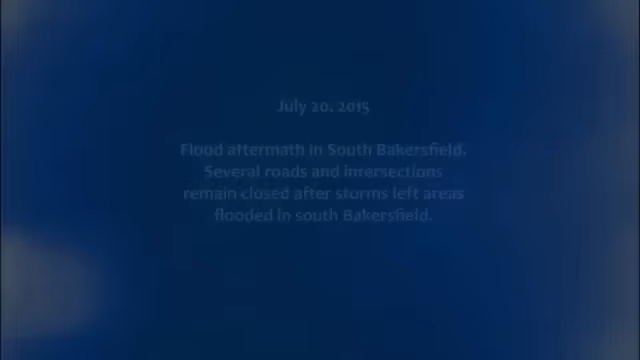 July 20, 2015
Flood aftermath in South Bakersfield.
Several roads and intersections
remain closed after storms left areas
flooded in south Bakersfield.